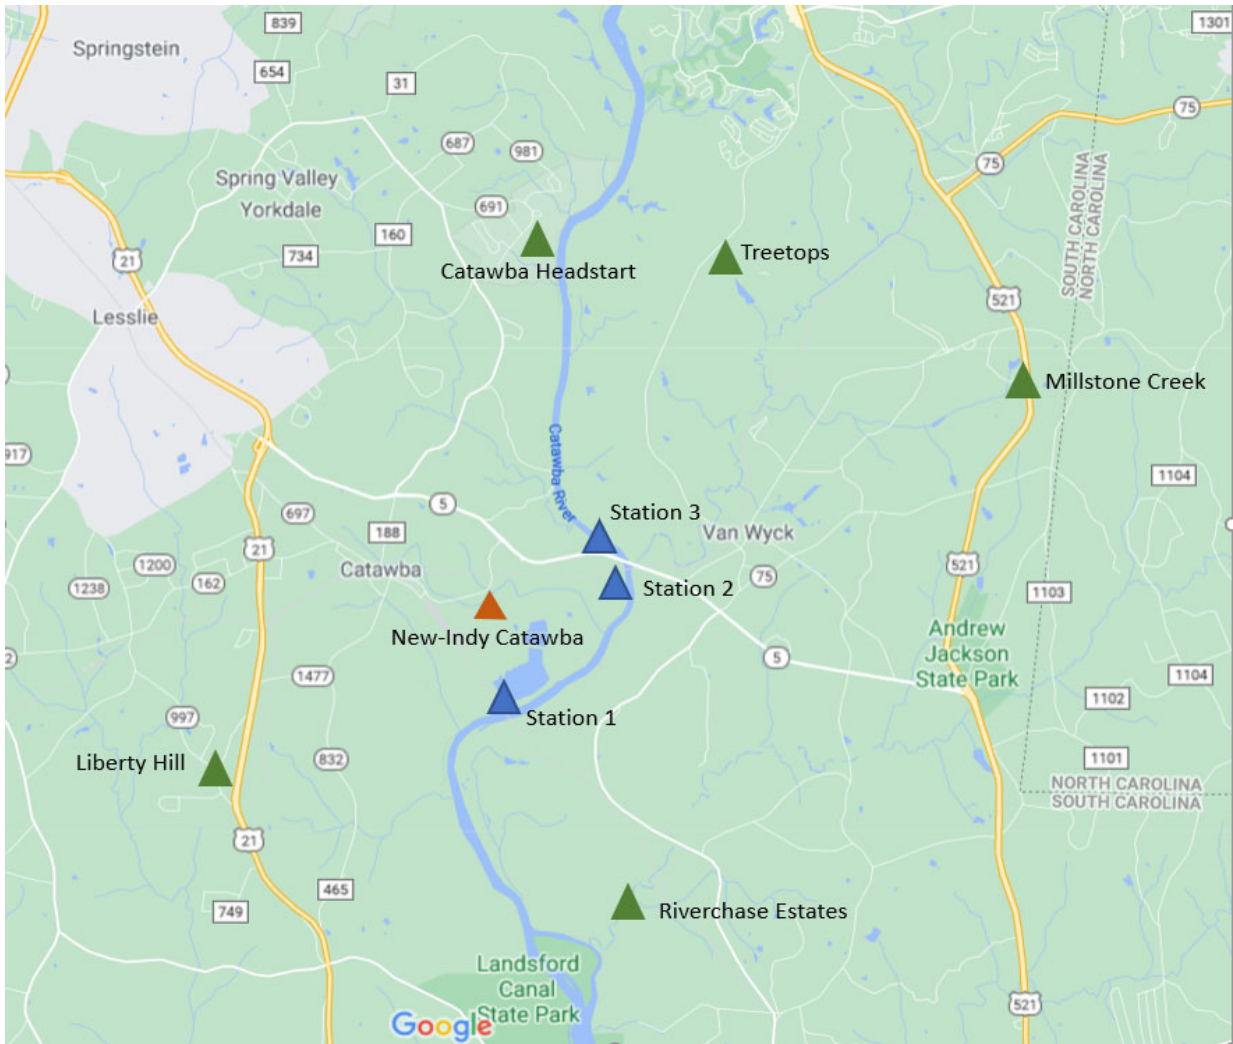 839
1301
Springstein
654
31
75
687
981
75
Spring Valley
Yorkdale
691
160
SOUTH CAROLINA
NORTH CAROLINA
21
734
Treetops
Catawba Headstart
521
Lesslie
Millstone Creek
917
Catawba River
1104
5
697
Station 3
188
Van Wyck
21
1200
162
1238
Catawba
75
521
Station 2
1103
New-Indy Catawba
Andrew
Jackson
State Park
5
2
1477
1104
997
Station 1
1102
832
1101
Liberty Hill
NORTH CAROLINA
SOUTH CAROLINA
21
465
749
Riverchase Estates
Landsford
Canal
State Park
521
Google